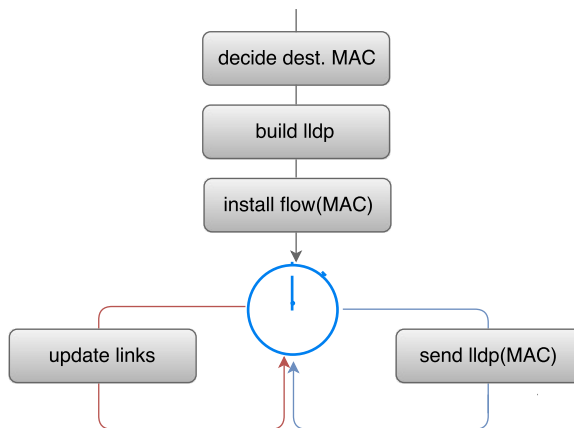 decide dest. MAC
build lldp
install flow(MAC)
update links
send lldp(MAC)